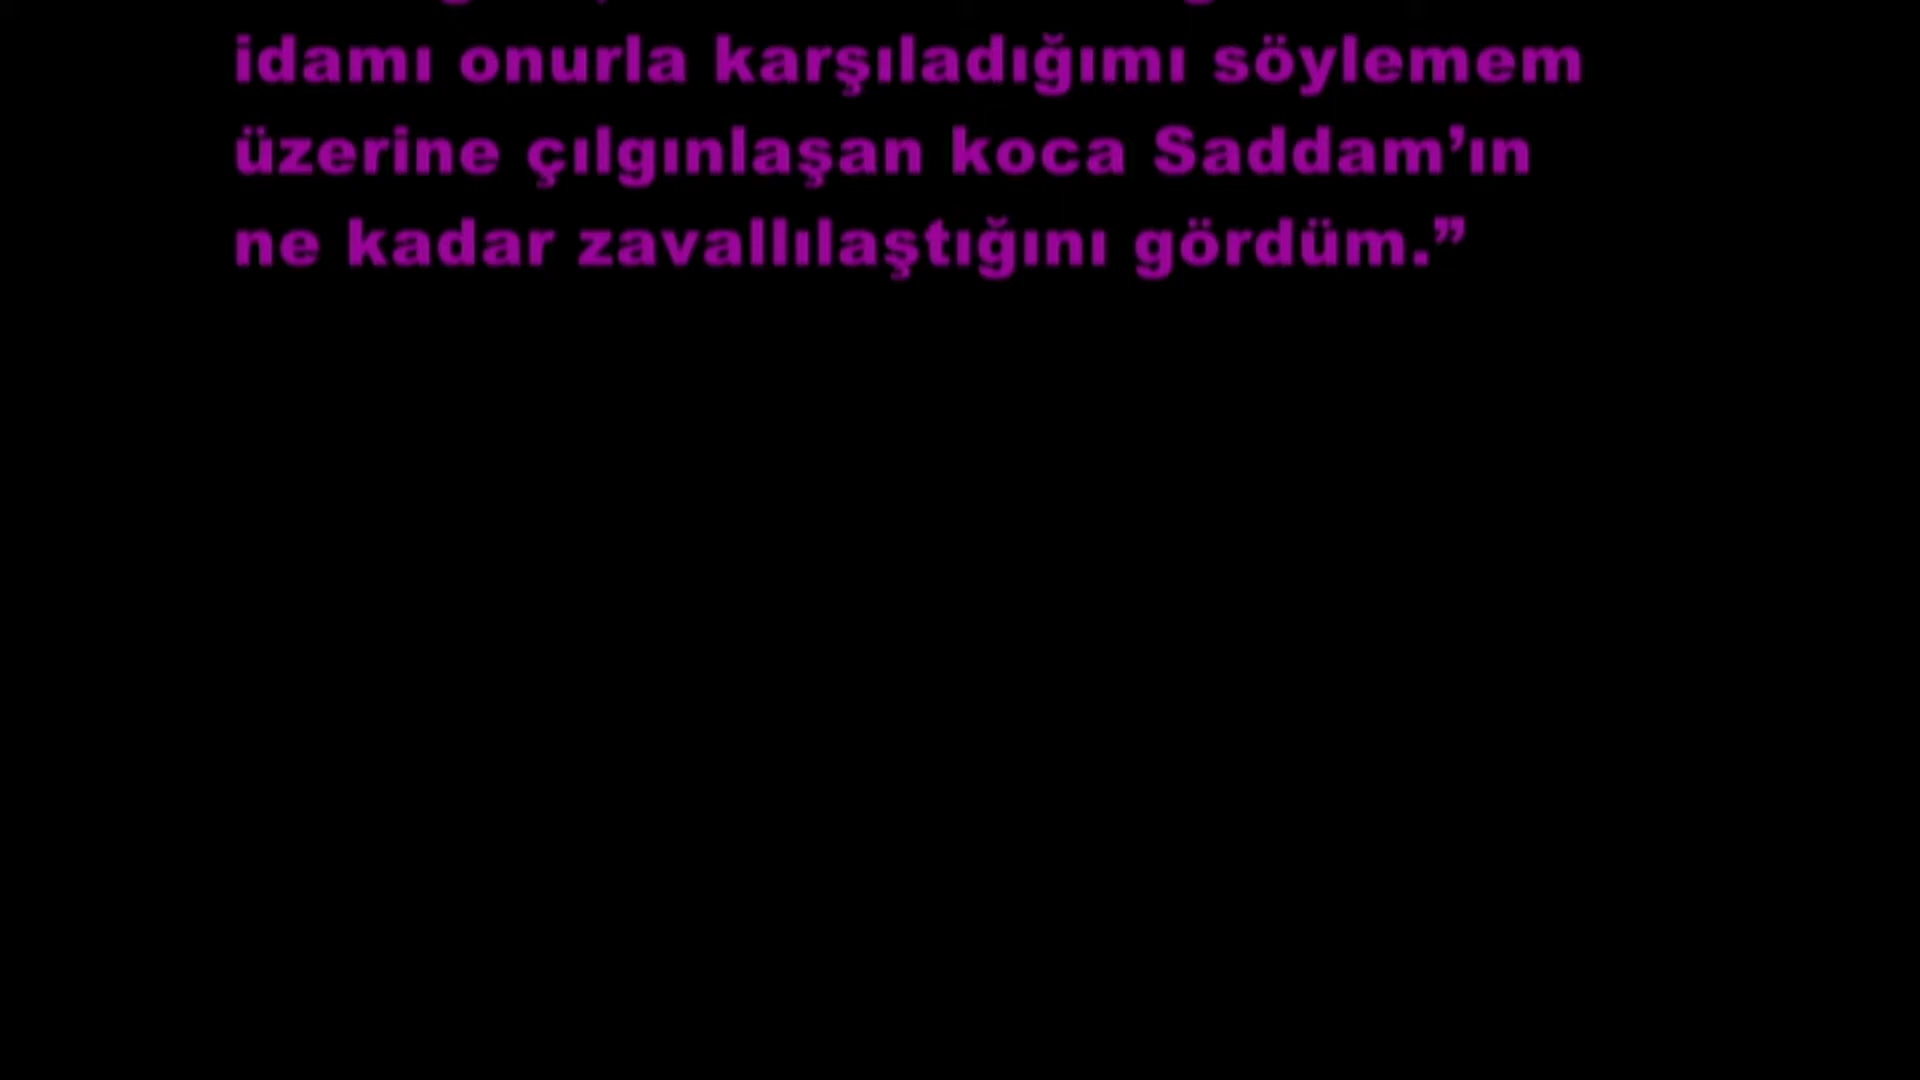 idamı onurla karşıladığımı söylemem
üzerine çılgınlaşan koca Saddam’ın
ne kadar zavallılaştığını gördüm.”